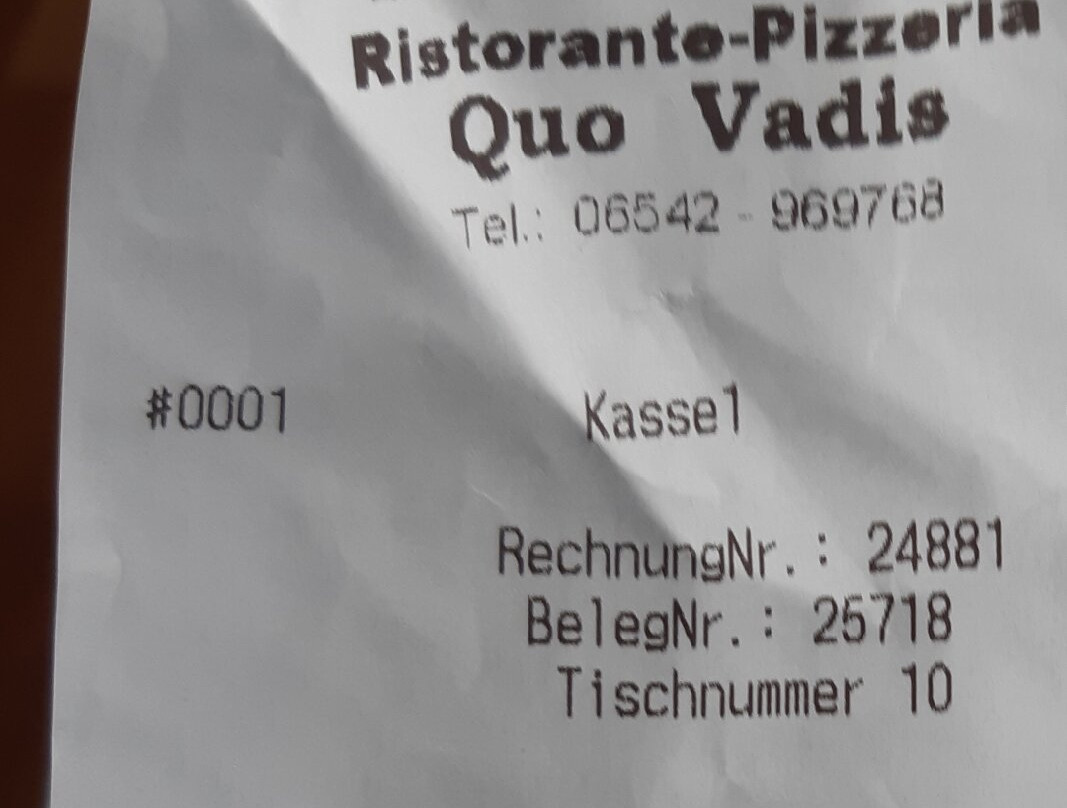 Ristorante-Pizzeria
Quo Vadis
Tel.: 06542 - 969768
#0001 Kasse1
RechnungNr.: 24881
BelegNr.: 25718
Tischnummer 10